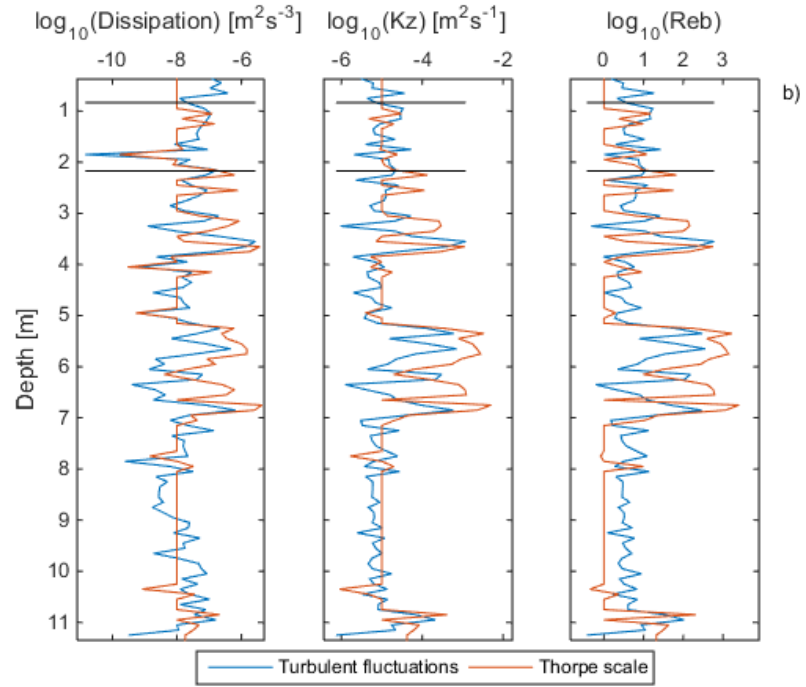 log10(Dissipation) [m2s-3] log10(Kz) [m2s-1] log10(Reb)
-10 -8 -6 -6 -4 -2 0 1 2 3
b)
1
2
3
4
5
6
7
8
9
10
11
Depth [m]
Turbulent fluctuations Thorpe scale